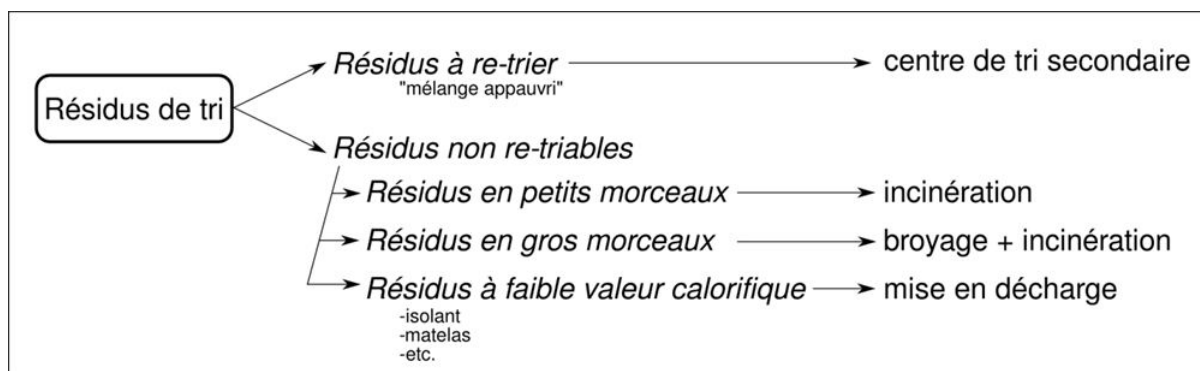 Résidus de tri
Résidus à re-trier
"mélange appauvri"
centre de tri secondaire
Résidus non re-triables
Résidus en petits morceaux
incinération
Résidus en gros morceaux
broyage + incinération
Résidus à faible valeur calorifique
mise en décharge
-isolant
-matelas
-etc.